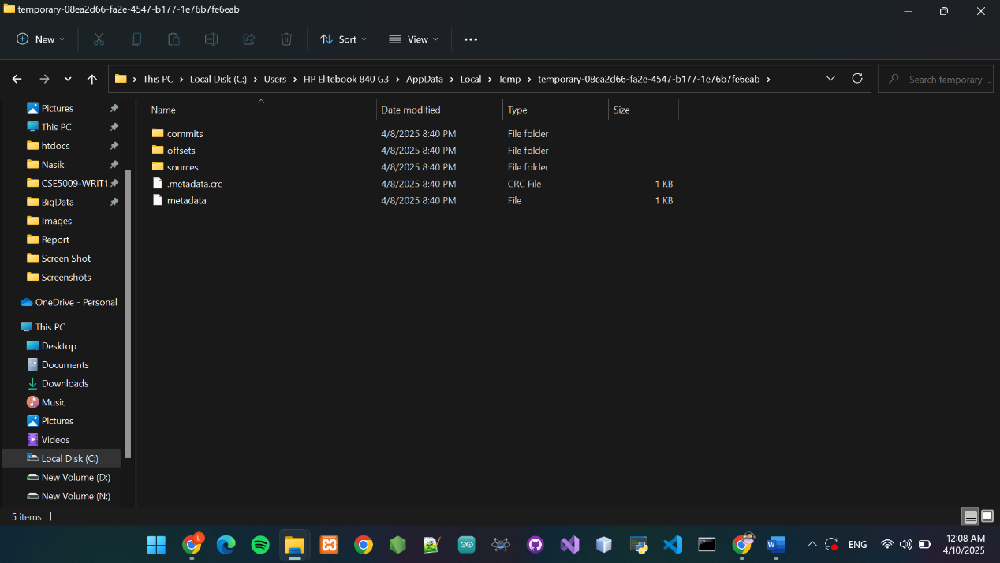 temporary-08ea2d66-fa2e-4547-b177-1e76b7fe6eab
New Sort View
This PC Local Disk (C:) Users HP Elitebook 840 G3 AppData Local Temp temporary-08ea2d66-fa2e-4547-b177-1e76b7fe6eab
Search temporary-...
Pictures
This PC
htdocs
Nasik
CSE5009-WRIT1
BigData
Images
Report
Screen Shot
Screenshots
OneDrive - Personal
This PC
Desktop
Documents
Downloads
Music
Pictures
Videos
Local Disk (C:)
New Volume (D:)
New Volume (N:)
Name Date modified Type Size
commits 4/8/2025 8:40 PM File folder
offsets 4/8/2025 8:40 PM File folder
sources 4/8/2025 8:40 PM File folder
.metadata.crc 4/8/2025 8:40 PM CRC File 1 KB
metadata 4/8/2025 8:40 PM File 1 KB
5 items
L
ENG
12:08 AM
4/10/2025